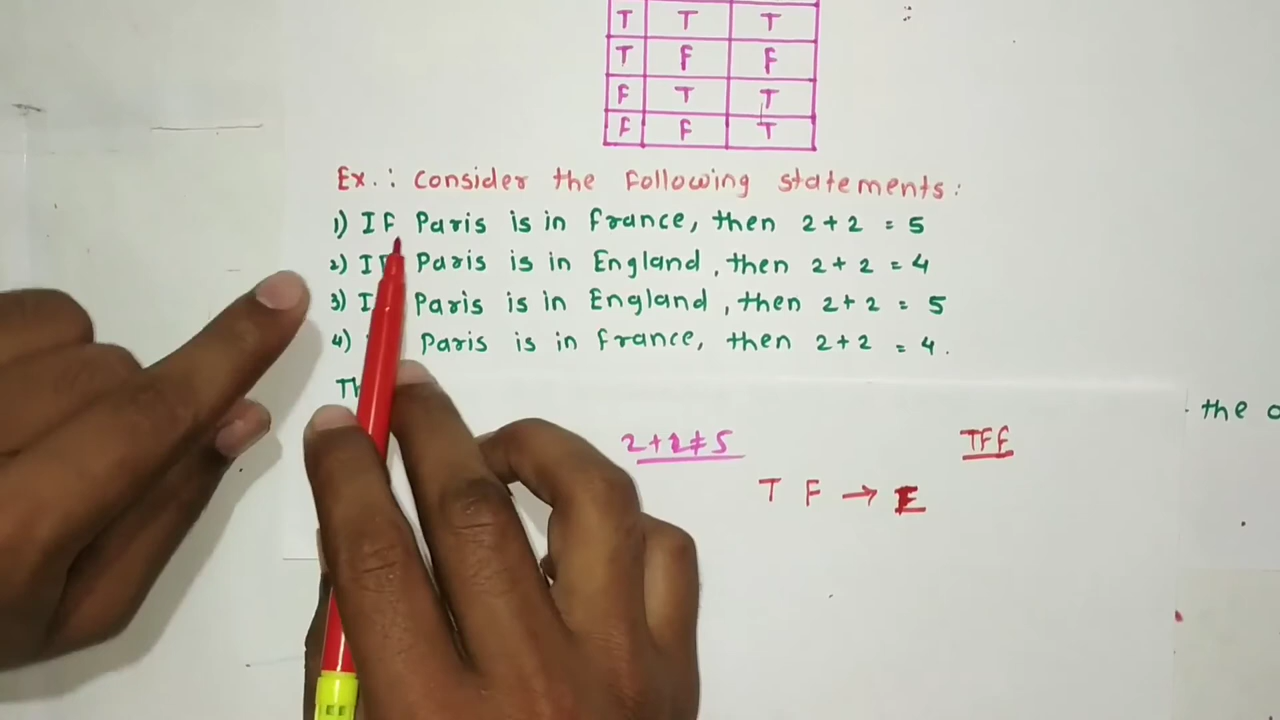 T T T
T F F
F T T
F F T
Ex.: Consider the following statements:
1) IF Paris is in france, then 2 + 2 = 5
2) IF Paris is in England, then 2 + 2 = 4
3) I Paris is in England, then 2 + 2 = 5
4) Paris is in france, then 2 + 2 = 4.
Th
the
2+2≠5
TFF
T F → F